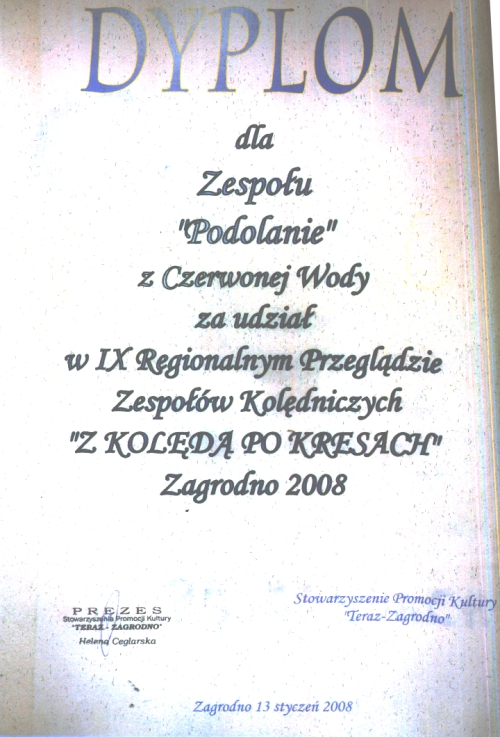 DYPLOM
dla
Zespołu
"Podolanie"
z Czerwonej Wody
za udział
w IX Regionalnym Przeglądzie
Zespołów Kolędniczych
"Z KOLĘDĄ PO KRESACH"
Zagrodno 2008
Stowarzyszenie Promocji Kultury
"Teraz-Zagrodno"
PREZES
Stowarzyszenia Promocji Kultury
"TERAZ - ZAGRODNO"
Helena Ceglarska
Zagrodno 13 styczeń 2008